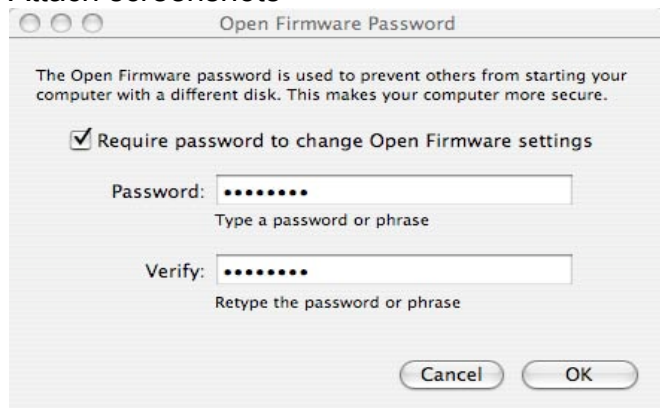 Attach Screenshots
Open Firmware Password
The Open Firmware password is used to prevent others from starting your
computer with a different disk. This makes your computer more secure.
Require password to change Open Firmware settings
Password: ••••••••
Type a password or phrase
Verify: ••••••••
Retype the password or phrase
Cancel OK